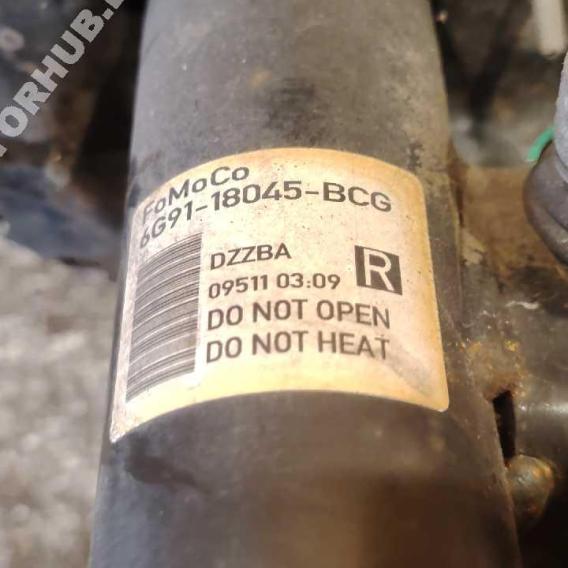 FoMoCo
6G91-18045-BCG
DZZBA
R
09511 03:09
DO NOT OPEN
DO NOT HEAT